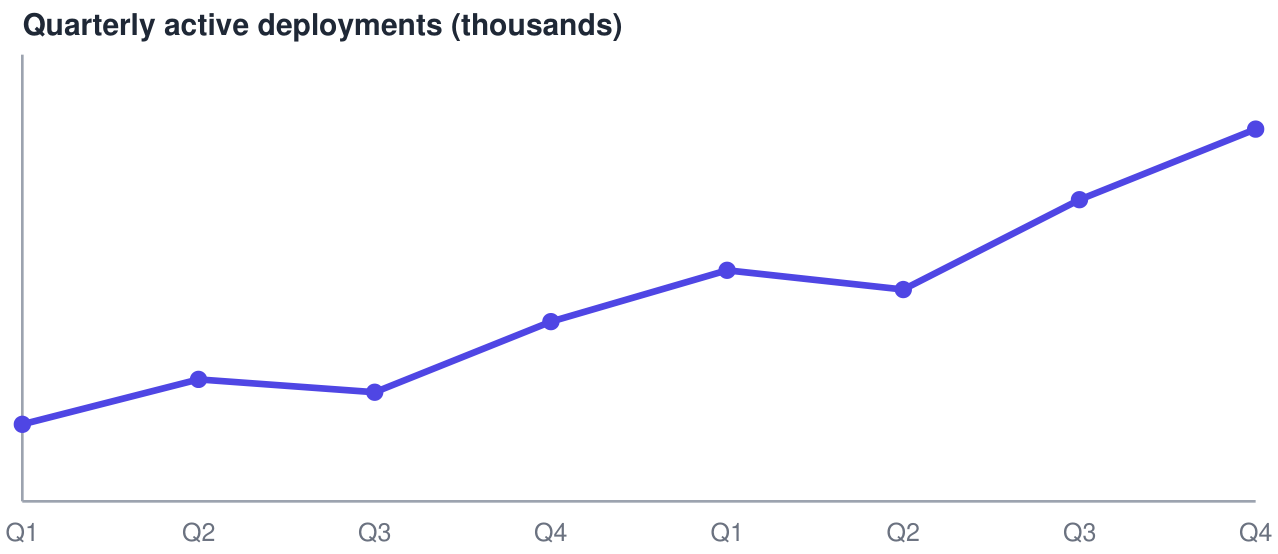 Quarterly active deployments (thousands)
Q1 Q2 Q3 Q4 Q1 Q2 Q3 Q4